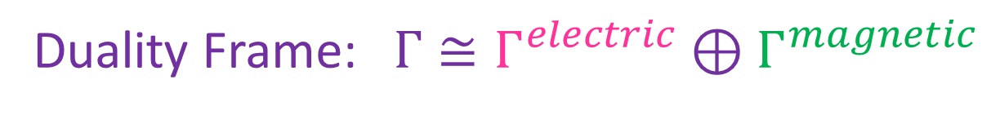 Duality Frame: Γ ≅ Γ^{electric} ⊕ Γ^{magnetic}